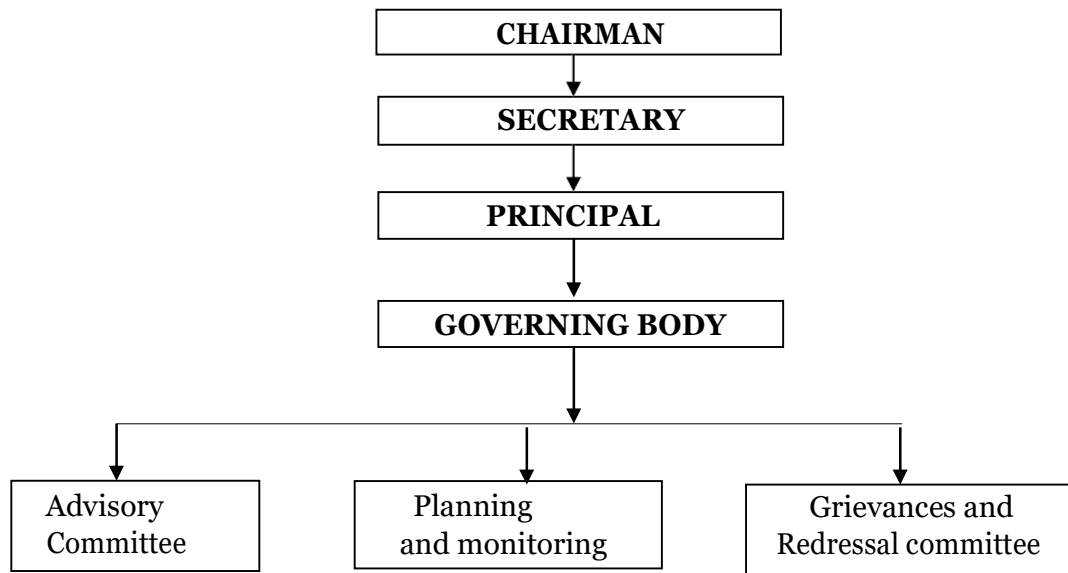 CHAIRMAN
SECRETARY
PRINCIPAL
GOVERNING BODY
Advisory
Committee
Planning
and monitoring
Grievances and
Redressal committee